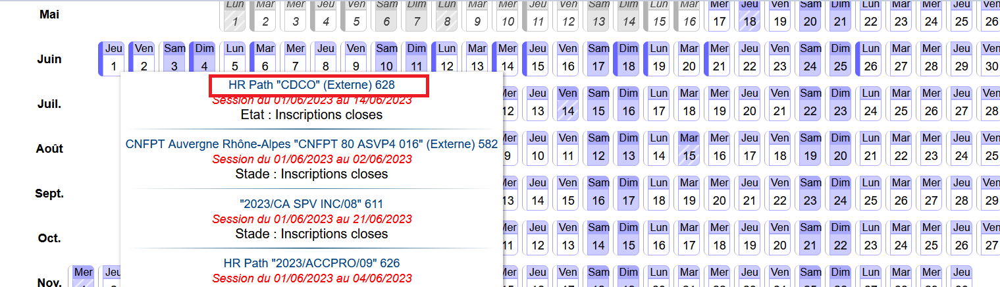 Lun Mar Mer Jeu Ven Sam Dim Lun Mar Mer Jeu Ven Sam Dim Lun Mar Mer Jeu Ven Sam Dim Lun Mar Mer Jeu Ven
Mai 1 2 3 4 5 6 7 8 9 10 11 12 13 14 15 16 17 18 19 20 21 22 23 24 25 26
Jeu Ven Sam Dim Lun Mar Mer Jeu Ven Sam Dim Lun Mar Mer Jeu Ven Sam Dim Lun Mar Mer Jeu Ven Sam Dim Lun Mar Mer Jeu Ven
Juin 1 2 3 4 5 6 7 8 9 10 11 12 13 14 15 16 17 18 19 20 21 22 23 24 25 26 27 28 29 30
HR Path "CDCO" (Externe) 628
Session du 01/06/2023 au 14/06/2023
Etat : Inscriptions closes
CNFPT Auvergne Rhône-Alpes "CNFPT 80 ASVP4 016" (Externe) 582
Session du 01/06/2023 au 02/06/2023
Stade : Inscriptions closes
"2023/CA SPV INC/08" 611
Session du 01/06/2023 au 21/06/2023
Stade : Inscriptions closes
HR Path "2023/ACCPRO/09" 626
Session du 01/06/2023 au 04/06/2023
Mer Jeu Ven Sam Dim Lun Mar Mer Jeu Ven Sam Dim Lun Mar Mer Jeu Ven
Juil. 12 13 14 15 16 17 18 19 20 21 22 23 24 25 26 27 28
Mer Jeu Ven Sam Dim Lun Mar Mer Jeu Ven Sam Dim Lun Mar Mer Jeu Ven
Août 9 10 11 12 13 14 15 16 17 18 19 20 21 22 23 24 25
Mer Jeu Ven Sam Dim Lun Mar Mer Jeu Ven Sam Dim Lun Mar Mer Jeu Ven
Sept. 13 14 15 16 17 18 19 20 21 22 23 24 25 26 27 28 29
Mer Jeu Ven Sam Dim Lun Mar Mer Jeu Ven Sam Dim Lun Mar Mer Jeu Ven
Oct. 11 12 13 14 15 16 17 18 19 20 21 22 23 24 25 26 27
Mer Jeu Mer Jeu Ven Sam Dim Lun Mar Mer Jeu Ven Sam Dim Lun Mar Mer Jeu
Nov.